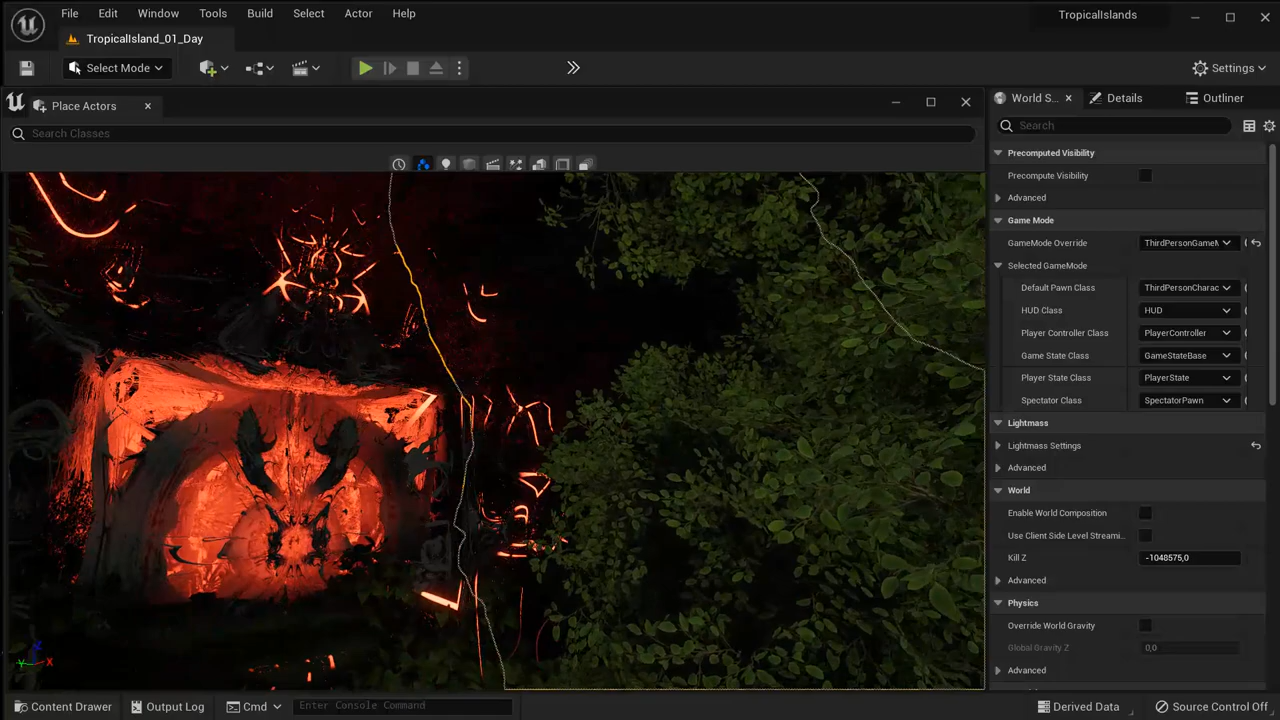 File Edit Window Tools Build Select Actor Help
TropicalIslands
TropicalIsland_01_Day
Select Mode
Settings
Place Actors
World S...
Details
Outliner
Search Classes
Search
Precomputed Visibility
Precompute Visibility
Advanced
Game Mode
GameMode Override ThirdPersonGameM
Selected GameMode
Default Pawn Class ThirdPersonCharac
HUD Class HUD
Player Controller Class PlayerController
Game State Class GameStateBase
Player State Class PlayerState
Spectator Class SpectatorPawn
Lightmass
Lightmass Settings
Advanced
World
Enable World Composition
Use Client Side Level Streami...
Kill Z -1048575,0
Advanced
Physics
Override World Gravity
Global Gravity Z 0,0
Advanced
Z
Y X
Content Drawer Output Log Cmd Enter Console Command Derived Data Source Control Off